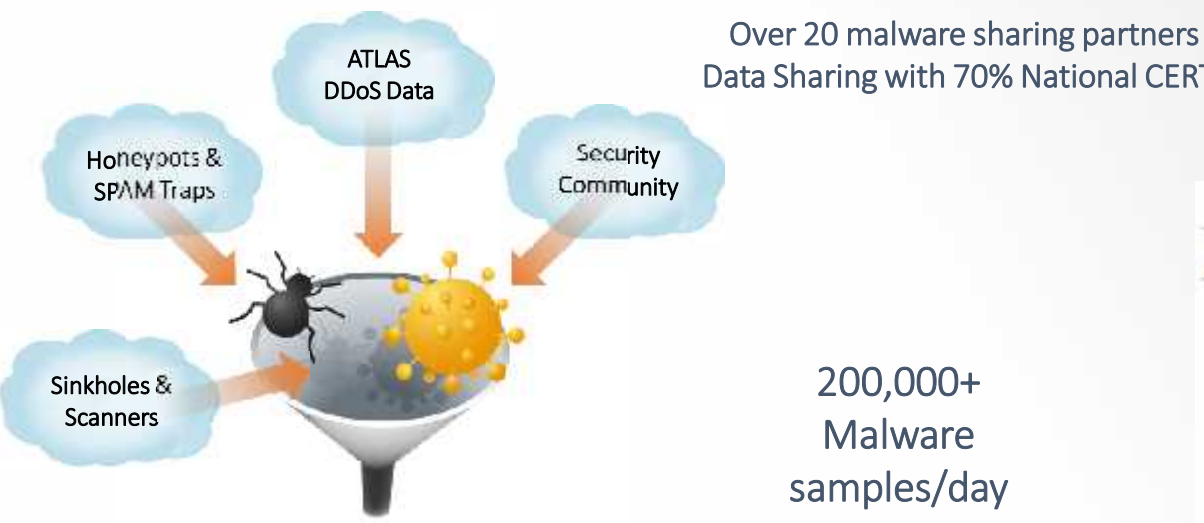 ATLAS
DDoS Data
Over 20 malware sharing partners
Data Sharing with 70% National CERT
Honeypots &
SPAM Traps
Security
Community
Sinkholes &
Scanners
200,000+
Malware
samples/day